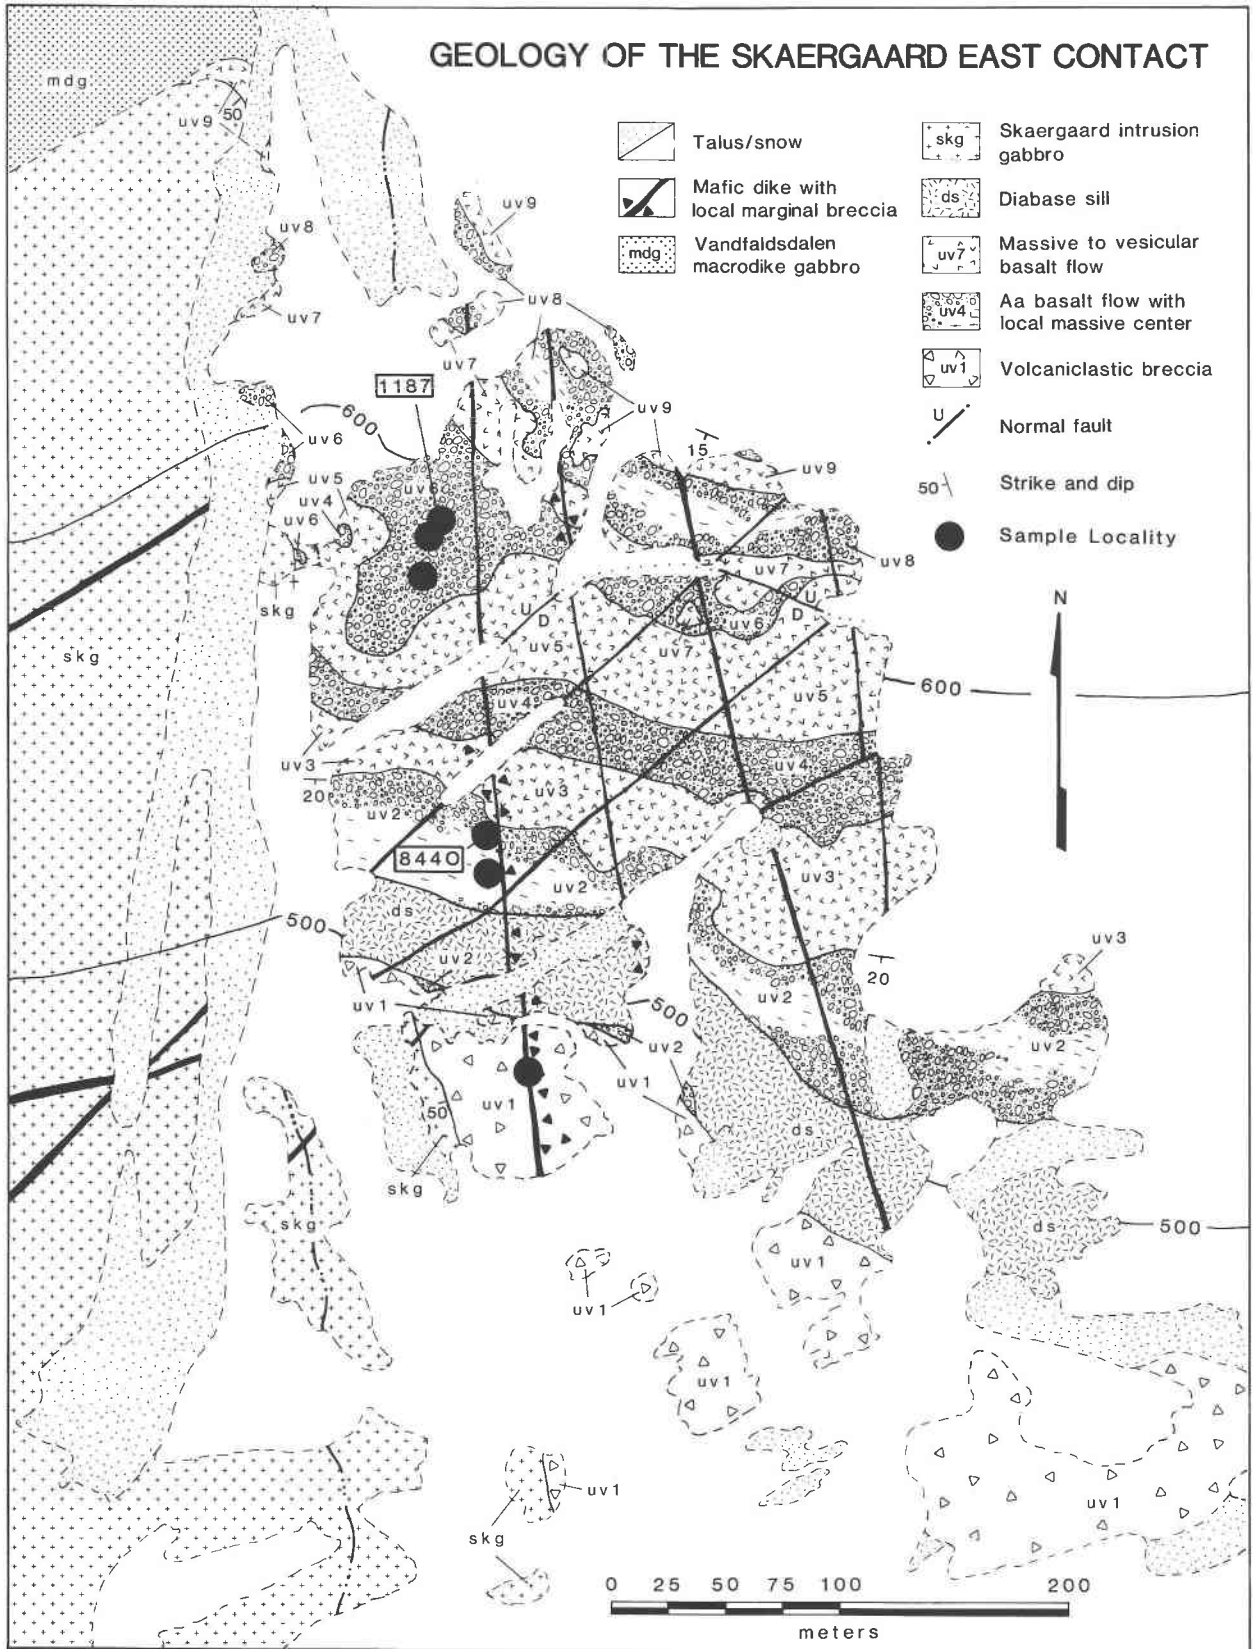 GEOLOGY OF THE SKAERGAARD EAST CONTACT
Talus/snow
Mafic dike with
local marginal breccia
mdg
Vandfaldsdalen
macrodike gabbro
skg
Skaergaard intrusion
gabbro
ds
Diabase sill
uv7
Massive to vesicular
basalt flow
uv4
Aa basalt flow with
local massive center
uv1
Volcaniclastic breccia
U
Normal fault
50
Strike and dip
Sample Locality
N
mdg
uv9
50
uv8
uv9
uv8
uv7
uv7
1187
600
uv9
uv6
15
uv9
uv5
uv4
uv6
uv6
uv8
uv7
skg
U
D
U
D
uv6
uv5
uv7
skg
uv5
600
uv4
uv3
uv4
20
uv3
uv2
8440
uv3
uv2
ds
500
uv3
uv2
20
uv2
uv1
500
uv2
uv2
uv1
50
uv1
ds
skg
skg
ds
500
uv1
uv1
uv1
uv1
uv1
skg
0 25 50 75 100 200
meters